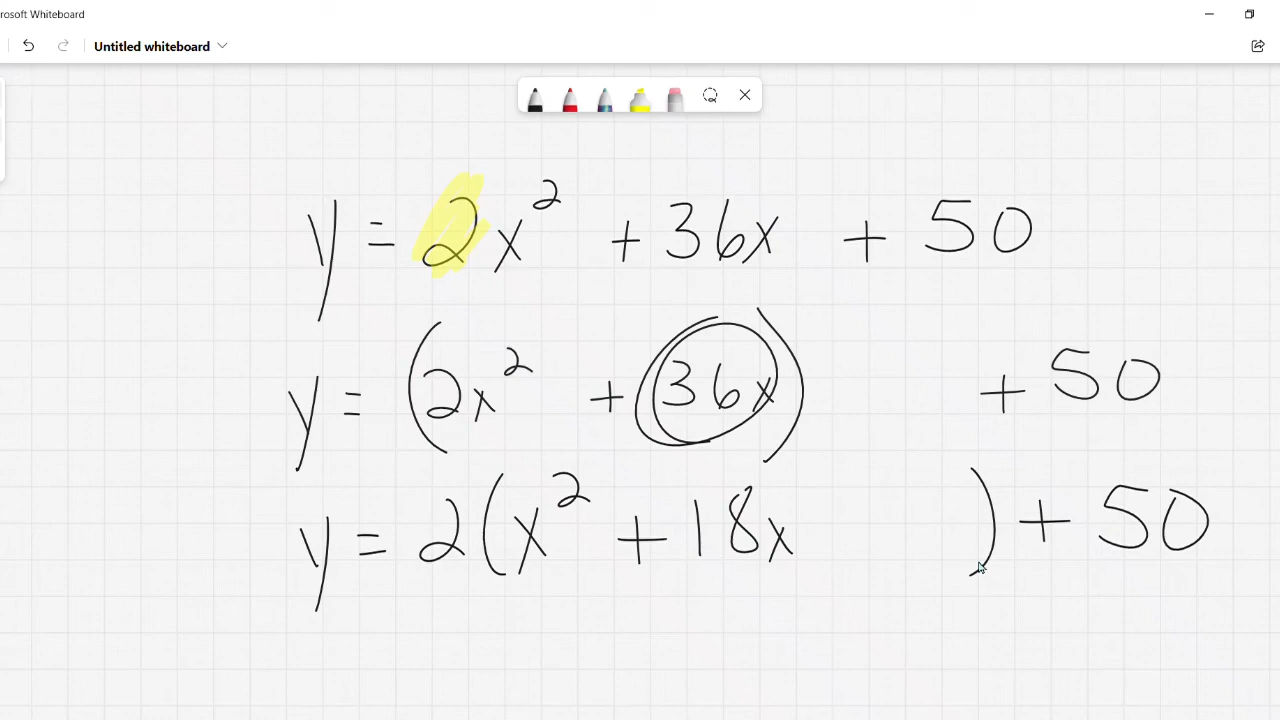 rosoft Whiteboard
Untitled whiteboard
y = 2x² + 36x + 50
y = (2x² + 36x) + 50
y = 2(x² + 18x ) + 50